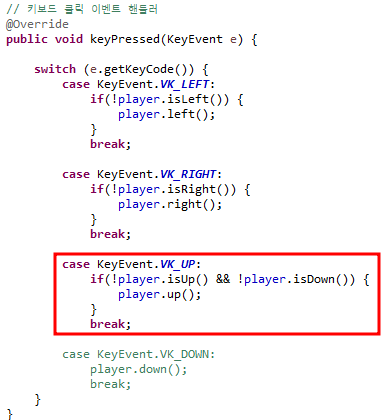 // 키보드 클릭 이벤트 핸들러
@Override
public void keyPressed(KeyEvent e) {
switch (e.getKeyCode()) {
case KeyEvent.VK_LEFT:
if(!player.isLeft()) {
player.left();
}
break;
case KeyEvent.VK_RIGHT:
if(!player.isRight()) {
player.right();
}
break;
case KeyEvent.VK_UP:
if(!player.isUp() && !player.isDown()) {
player.up();
}
break;
case KeyEvent.VK_DOWN:
player.down();
break;
}
}